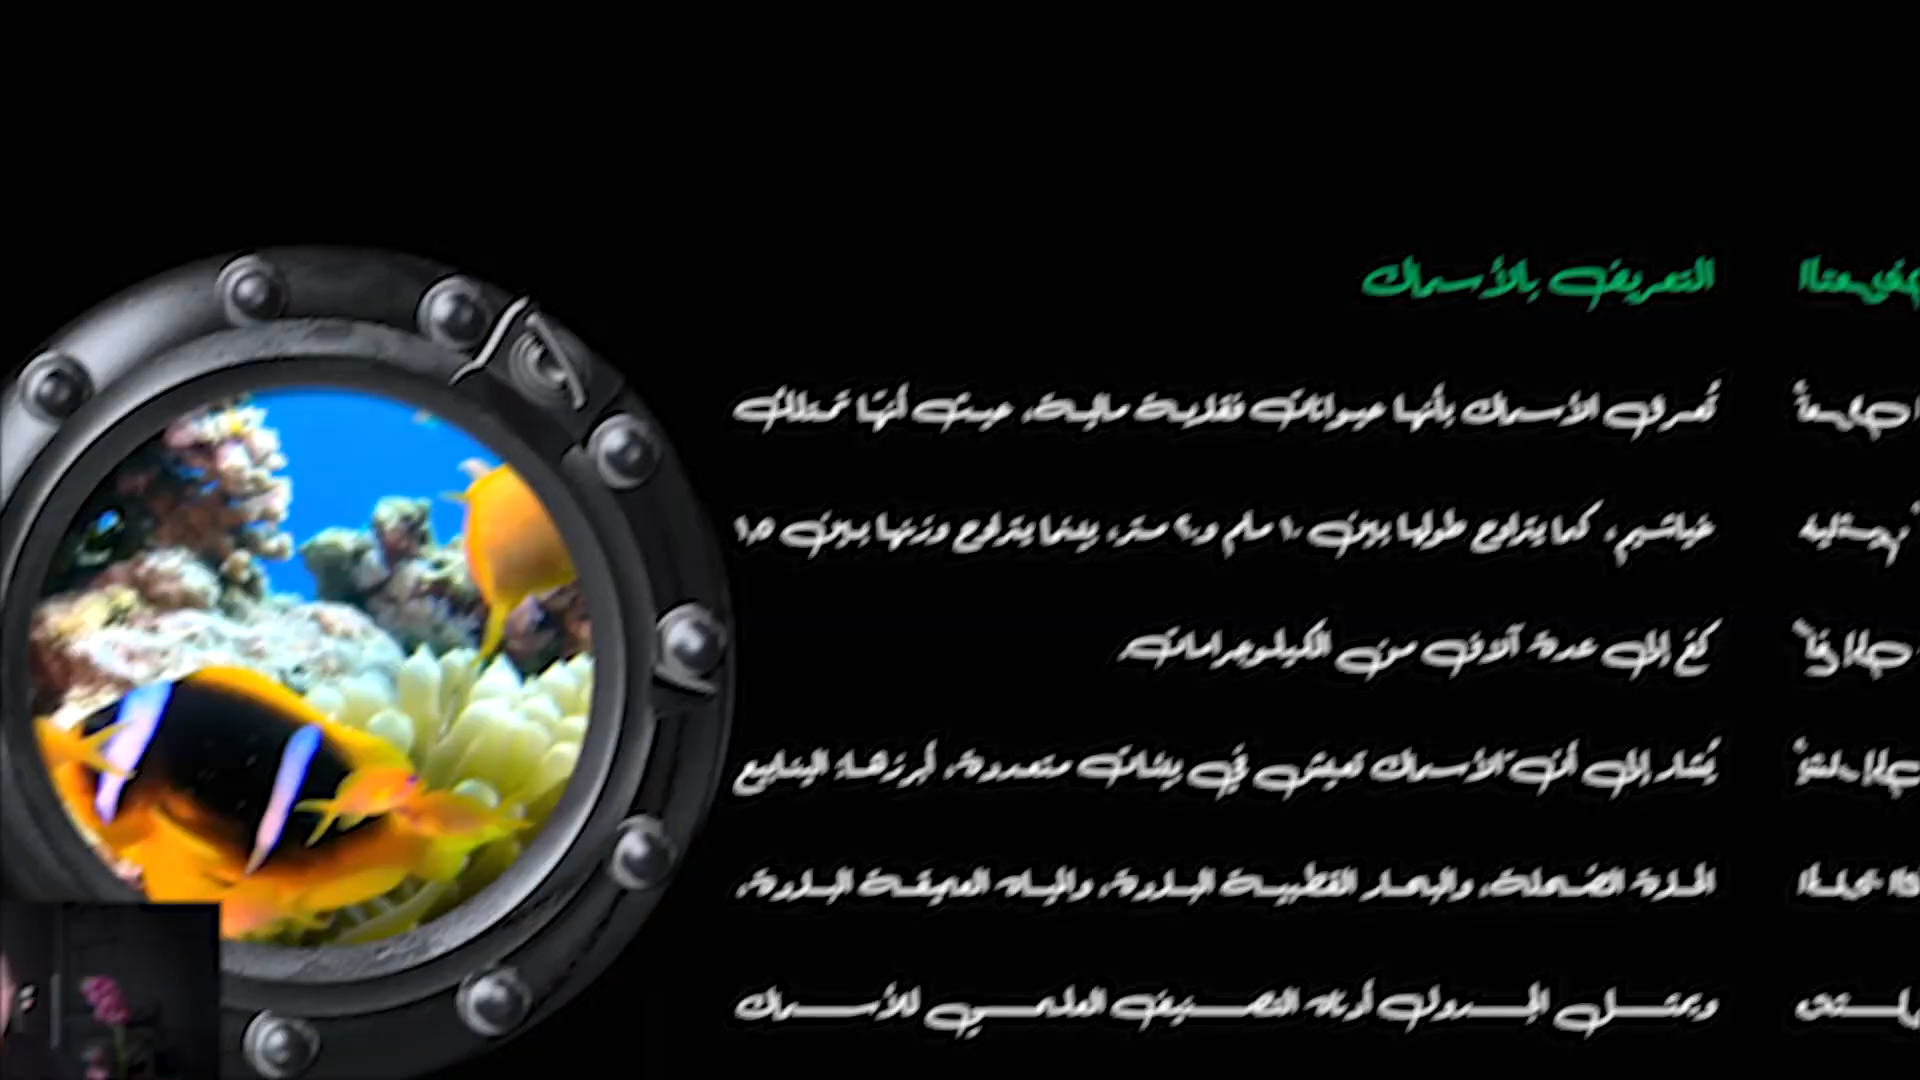 التعريف بالأسماك
تُعرف الأسماك بأنها حيوانات فقارية مائية، حيث أنهّا تمتلك
خياشيم، كما يتراوح طولها بين ١٠ ملم و٢٠ متر، بينما يتراوح وزنها بين ١.٥
كغ إلى عدة آلاف من الكيلوجرامات.
يُشار إلى أن الأسماك تعيش في بيئات متعددة، أبرزها: الينابيع
الحارة الضحلة، والبحار القطبية الباردة، والمياه العميقة الباردة،
ويمثل الجدول أدناه التصنيف العلمي للأسماك